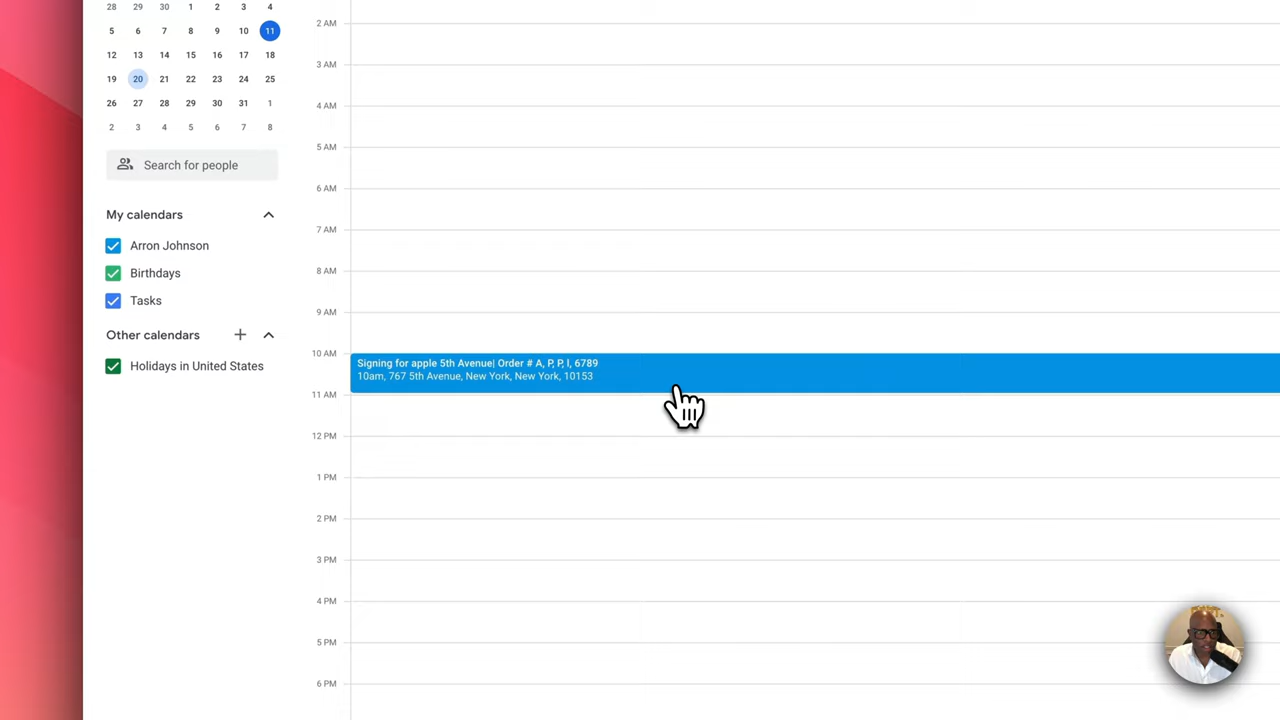 28 29 30 1 2 3 4
5 6 7 8 9 10 11
12 13 14 15 16 17 18
19 20 21 22 23 24 25
26 27 28 29 30 31 1
2 3 4 5 6 7 8
Search for people
My calendars
Arron Johnson
Birthdays
Tasks
Other calendars
Holidays in United States
2 AM
3 AM
4 AM
5 AM
6 AM
7 AM
8 AM
9 AM
10 AM
Signing for apple 5th Avenue| Order # A, P, P, l, 6789
10am, 767 5th Avenue, New York, New York, 10153
11 AM
12 PM
1 PM
2 PM
3 PM
4 PM
5 PM
6 PM